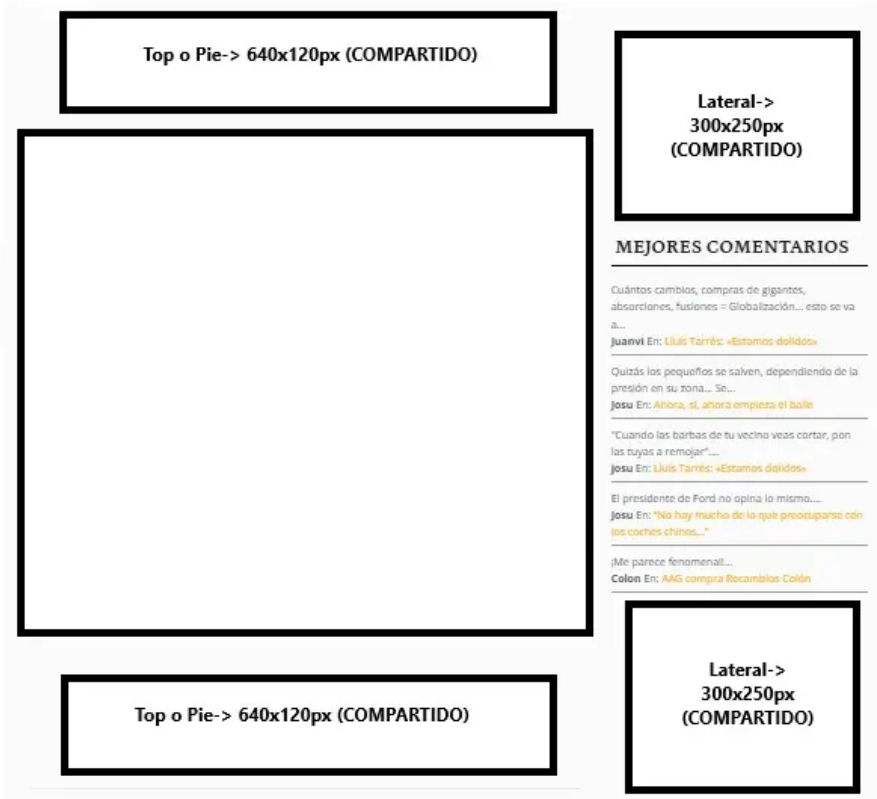 Top o Pie-> 640x120px (COMPARTIDO)
Lateral->
300x250px
(COMPARTIDO)
MEJORES COMENTARIOS
Cuántos cambios, compras de gigantes,
absorciones, fusiones = Globalización... esto se va
a...
Juanvi En: Lluís Tarrés: «Estamos dolidos»
Quizás los pequeños se salven, dependiendo de la
presión en su zona... Se...
Josu En: Ahora, sí, ahora empieza el baile
"Cuando las barbas de tu vecino veas cortar, pon
las tuyas a remojar"....
Josu En: Lluís Tarrés: «Estamos dolidos»
El presidente de Ford no opina lo mismo....
Josu En: "No hay mucho de lo que preocuparse con
los coches chinos..."
¡Me parece fenomenal!...
Colon En: AAG compra Recambios Colón
Lateral->
300x250px
(COMPARTIDO)
Top o Pie-> 640x120px (COMPARTIDO)